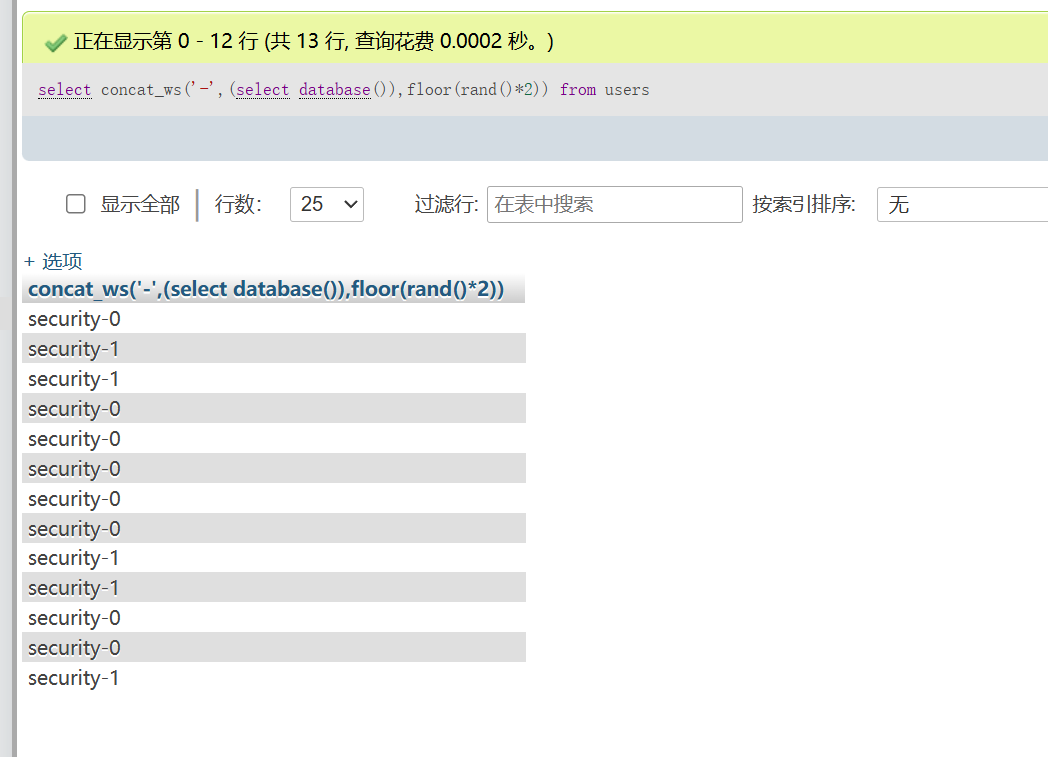 正在显示第 0 - 12 行 (共 13 行, 查询花费 0.0002 秒。)
select concat_ws('-',(select database()),floor(rand()*2)) from users
显示全部 行数: 25 过滤行: 在表中搜索 按索引排序: 无
+ 选项
concat_ws('-',(select database()),floor(rand()*2))
security-0
security-1
security-1
security-0
security-0
security-0
security-0
security-0
security-1
security-1
security-0
security-0
security-1